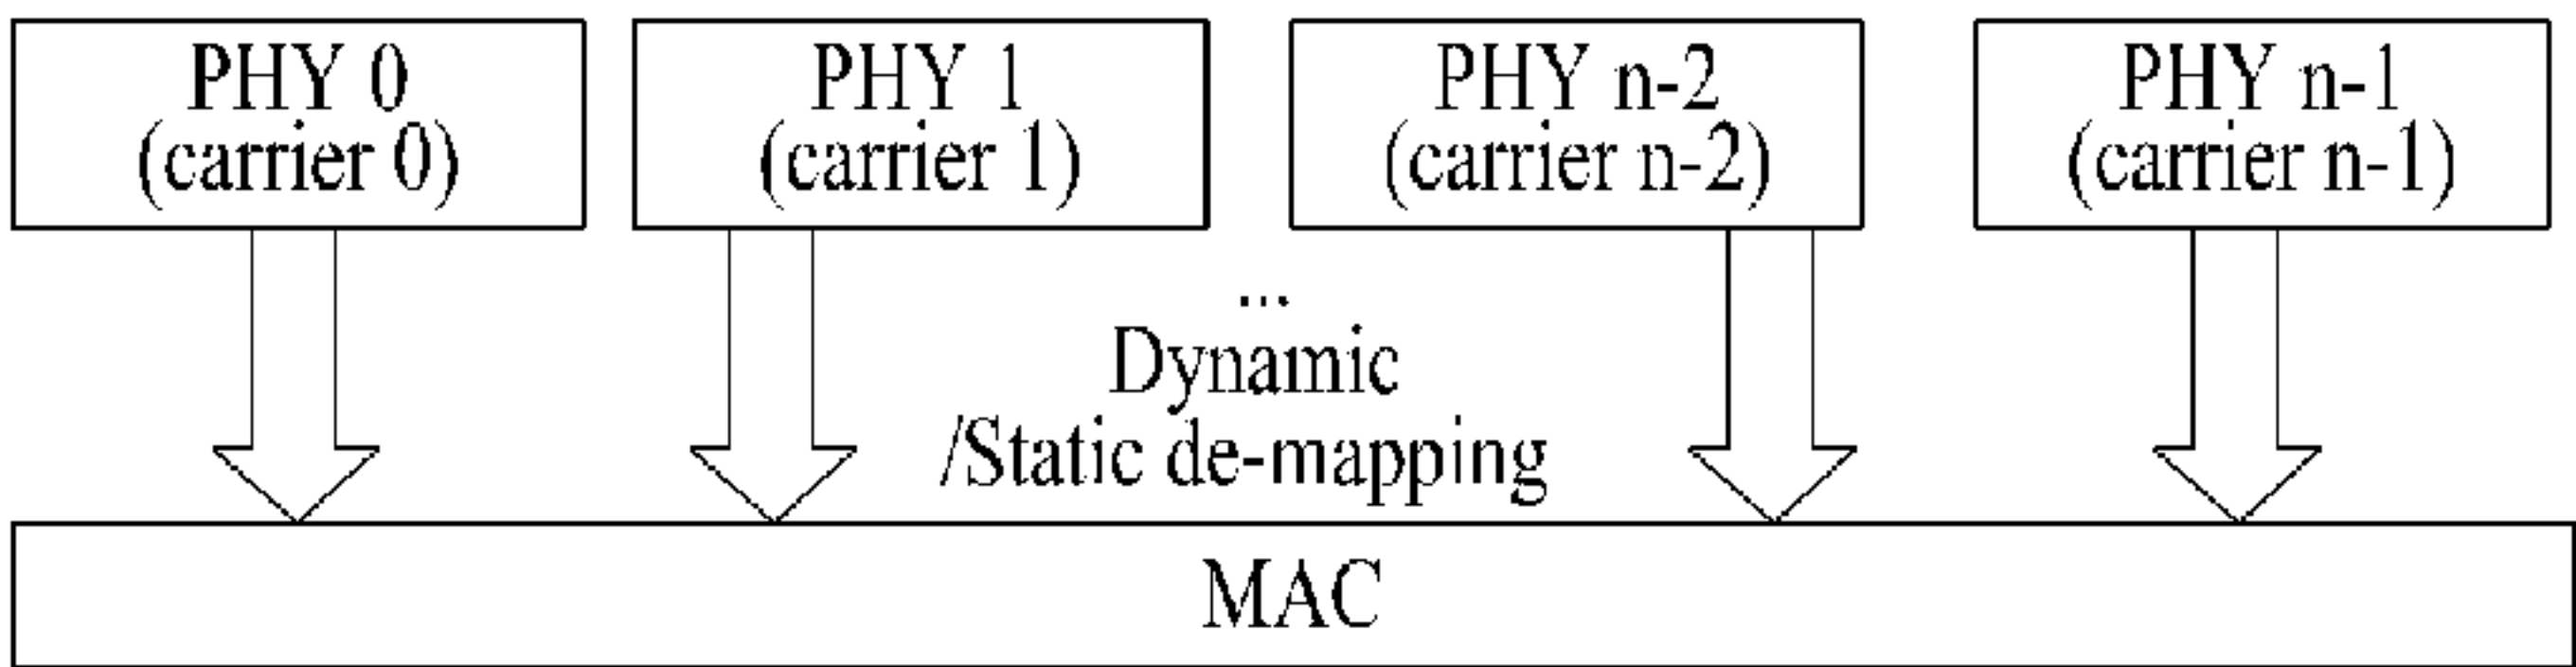 PHY 0
(carrier 0)
PHY 1
(carrier 1)
PHY n-2
(carrier n-2)
PHY n-1
(carrier n-1)
...
Dynamic
/Static de-mapping
MAC